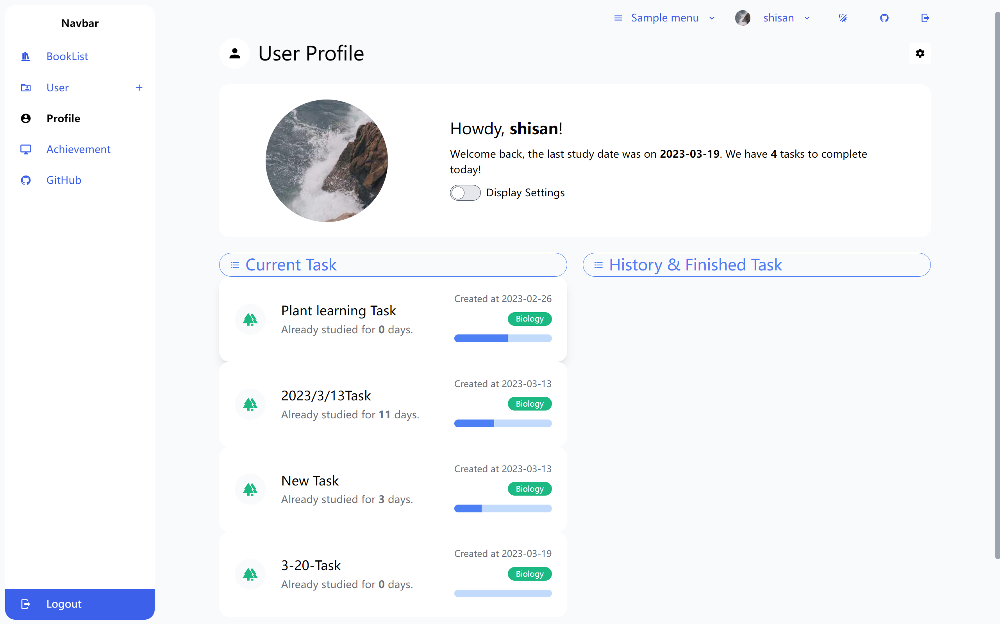 Navbar
BookList
User
Profile
Achievement
GitHub
Logout
Sample menu
shisan
User Profile
Howdy, shisan!
Welcome back, the last study date was on 2023-03-19. We have 4 tasks to complete
today!
Display Settings
Current Task
Plant learning Task
Already studied for 0 days.
Created at 2023-02-26
Biology
2023/3/13Task
Already studied for 11 days.
Created at 2023-03-13
Biology
New Task
Already studied for 3 days.
Created at 2023-03-13
Biology
3-20-Task
Already studied for 0 days.
Created at 2023-03-19
Biology
History & Finished Task